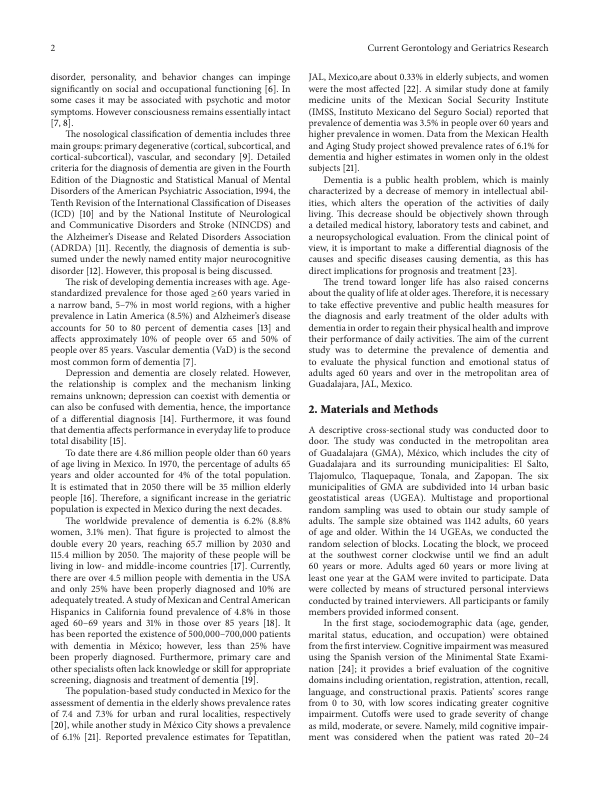 2
Current Gerontology and Geriatrics Research
disorder, personality, and behavior changes can impinge
significantly on social and occupational functioning [6]. In
some cases it may be associated with psychotic and motor
symptoms. However consciousness remains essentially intact
[7, 8].
The nosological classification of dementia includes three
main groups: primary degenerative (cortical, subcortical, and
cortical-subcortical), vascular, and secondary [9]. Detailed
criteria for the diagnosis of dementia are given in the Fourth
Edition of the Diagnostic and Statistical Manual of Mental
Disorders of the American Psychiatric Association, 1994, the
Tenth Revision of the International Classification of Diseases
(ICD) [10] and by the National Institute of Neurological
and Communicative Disorders and Stroke (NINCDS) and
the Alzheimer's Disease and Related Disorders Association
(ADRDA) [11]. Recently, the diagnosis of dementia is sub-
sumed under the newly named entity major neurocognitive
disorder [12]. However, this proposal is being discussed.
The risk of developing dementia increases with age. Age-
standardized prevalence for those aged ≥60 years varied in
a narrow band, 5–7% in most world regions, with a higher
prevalence in Latin America (8.5%) and Alzheimer's disease
accounts for 50 to 80 percent of dementia cases [13] and
affects approximately 10% of people over 65 and 50% of
people over 85 years. Vascular dementia (VaD) is the second
most common form of dementia [7].
Depression and dementia are closely related. However,
the relationship is complex and the mechanism linking
remains unknown; depression can coexist with dementia or
can also be confused with dementia, hence, the importance
of a differential diagnosis [14]. Furthermore, it was found
that dementia affects performance in everyday life to produce
total disability [15].
To date there are 4.86 million people older than 60 years
of age living in Mexico. In 1970, the percentage of adults 65
years and older accounted for 4% of the total population.
It is estimated that in 2050 there will be 35 million elderly
people [16]. Therefore, a significant increase in the geriatric
population is expected in Mexico during the next decades.
The worldwide prevalence of dementia is 6.2% (8.8%
women, 3.1% men). That figure is projected to almost the
double every 20 years, reaching 65.7 million by 2030 and
115.4 million by 2050. The majority of these people will be
living in low- and middle-income countries [17]. Currently,
there are over 4.5 million people with dementia in the USA
and only 25% have been properly diagnosed and 10% are
adequately treated. A study of Mexican and Central American
Hispanics in California found prevalence of 4.8% in those
aged 60–69 years and 31% in those over 85 years [18]. It
has been reported the existence of 500,000–700,000 patients
with dementia in México; however, less than 25% have
been properly diagnosed. Furthermore, primary care and
other specialists often lack knowledge or skill for appropriate
screening, diagnosis and treatment of dementia [19].
The population-based study conducted in Mexico for the
assessment of dementia in the elderly shows prevalence rates
of 7.4 and 7.3% for urban and rural localities, respectively
[20], while another study in México City shows a prevalence
of 6.1% [21]. Reported prevalence estimates for Tepatitlan,
JAL, Mexico,are about 0.33% in elderly subjects, and women
were the most affected [22]. A similar study done at family
medicine units of the Mexican Social Security Institute
(IMSS, Instituto Mexicano del Seguro Social) reported that
prevalence of dementia was 3.5% in people over 60 years and
higher prevalence in women. Data from the Mexican Health
and Aging Study project showed prevalence rates of 6.1% for
dementia and higher estimates in women only in the oldest
subjects [21].
Dementia is a public health problem, which is mainly
characterized by a decrease of memory in intellectual abil-
ities, which alters the operation of the activities of daily
living. This decrease should be objectively shown through
a detailed medical history, laboratory tests and cabinet, and
a neuropsychological evaluation. From the clinical point of
view, it is important to make a differential diagnosis of the
causes and specific diseases causing dementia, as this has
direct implications for prognosis and treatment [23].
The trend toward longer life has also raised concerns
about the quality of life at older ages. Therefore, it is necessary
to take effective preventive and public health measures for
the diagnosis and early treatment of the older adults with
dementia in order to regain their physical health and improve
their performance of daily activities. The aim of the current
study was to determine the prevalence of dementia and
to evaluate the physical function and emotional status of
adults aged 60 years and over in the metropolitan area of
Guadalajara, JAL, Mexico.
2. Materials and Methods
A descriptive cross-sectional study was conducted door to
door. The study was conducted in the metropolitan area
of Guadalajara (GMA), México, which includes the city of
Guadalajara and its surrounding municipalities: El Salto,
Tlajomulco, Tlaquepaque, Tonala, and Zapopan. The six
municipalities of GMA are subdivided into 14 urban basic
geostatistical areas (UGEA). Multistage and proportional
random sampling was used to obtain our study sample of
adults. The sample size obtained was 1142 adults, 60 years
of age and older. Within the 14 UGEAs, we conducted the
random selection of blocks. Locating the block, we proceed
at the southwest corner clockwise until we find an adult
60 years or more. Adults aged 60 years or more living at
least one year at the GAM were invited to participate. Data
were collected by means of structured personal interviews
conducted by trained interviewers. All participants or family
members provided informed consent.
In the first stage, sociodemographic data (age, gender,
marital status, education, and occupation) were obtained
from the first interview. Cognitive impairment was measured
using the Spanish version of the Minimental State Exami-
nation [24]; it provides a brief evaluation of the cognitive
domains including orientation, registration, attention, recall,
language, and constructional praxis. Patients' scores range
from 0 to 30, with low scores indicating greater cognitive
impairment. Cutoffs were used to grade severity of change
as mild, moderate, or severe. Namely, mild cognitive impair-
ment was considered when the patient was rated 20–24